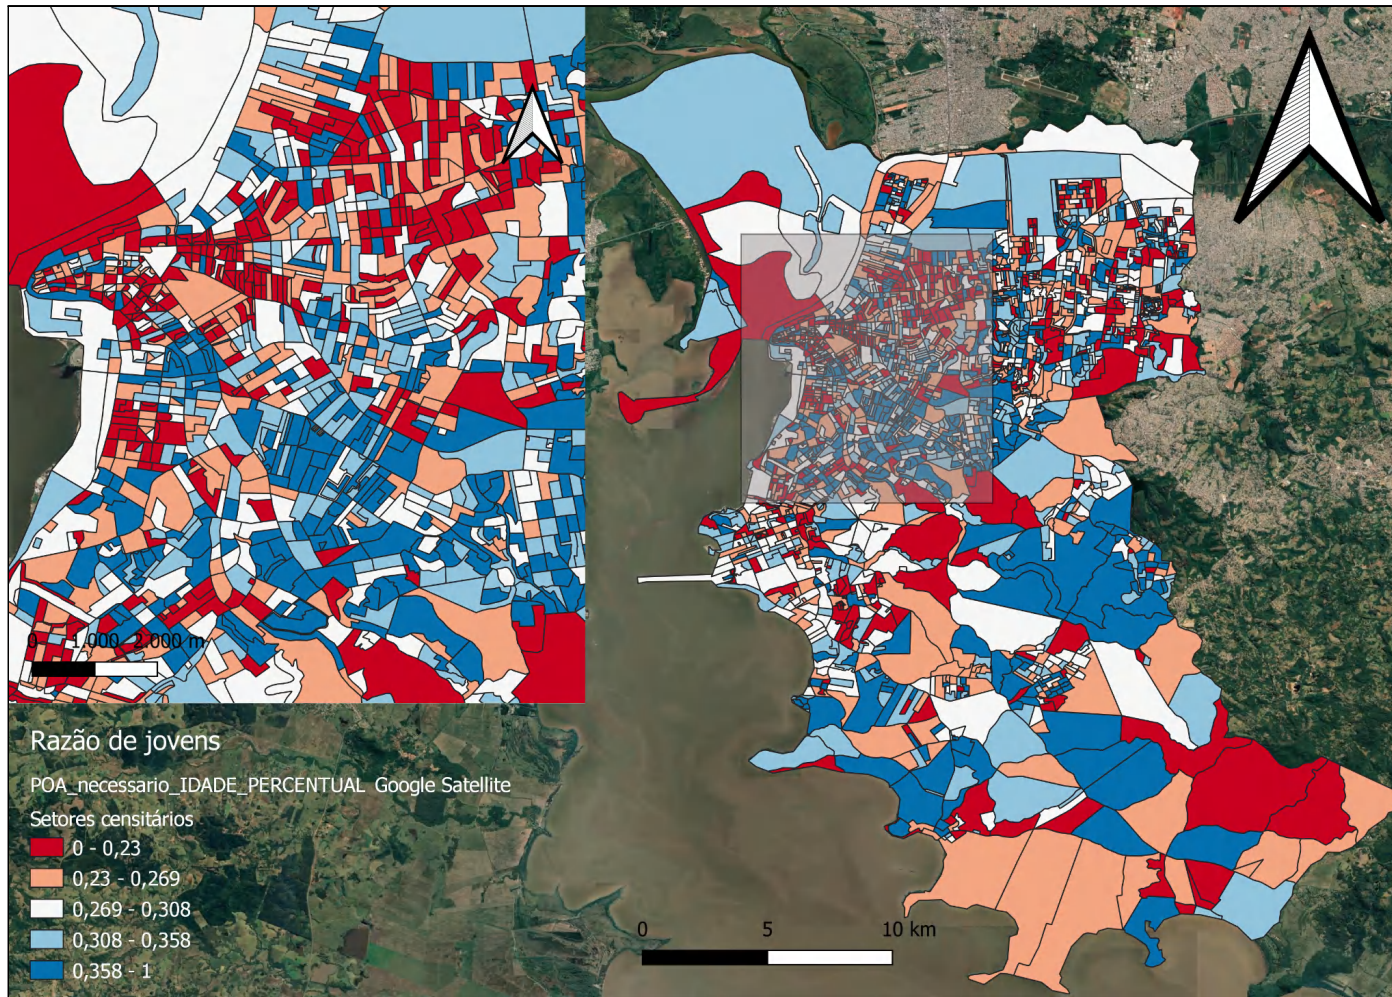 0 1.000 2.000 m
Razão de jovens
POA_necessario_IDADE_PERCENTUAL Google Satellite
Setores censitários
0 - 0,23
0,23 - 0,269
0,269 - 0,308
0,308 - 0,358
0,358 - 1
0 5 10 km